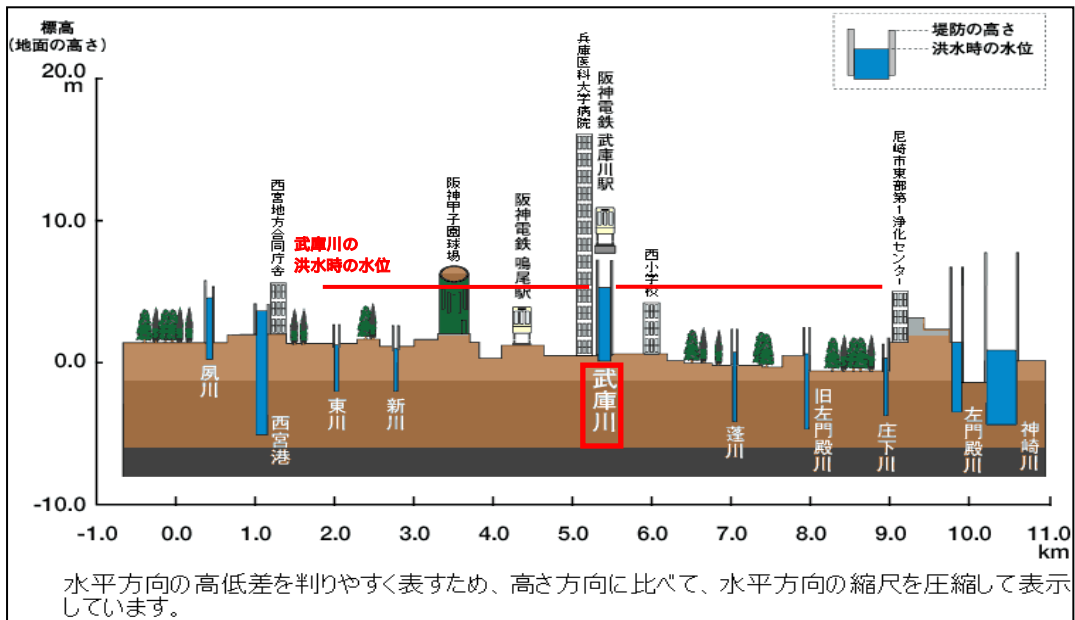 標高
(地面の高さ)
20.0
m
10.0
0.0
-10.0
堤防の高さ
洪水時の水位
西宮地方合同庁舎
武庫川の
洪水時の水位
阪神甲子園球場
阪神電鉄 鳴尾駅
兵庫医科大学病院
阪神電鉄 武庫川駅
西小学校
尼崎市東部第1浄化センター
夙川
西宮港
東川
新川
武庫川
蓬川
旧左門殿川
庄下川
左門殿川
神崎川
-1.0 0.0 1.0 2.0 3.0 4.0 5.0 6.0 7.0 8.0 9.0 10.0 11.0
km
水平方向の高低差を判りやすく表すため、高さ方向に比べて、水平方向の縮尺を圧縮して表示
しています。